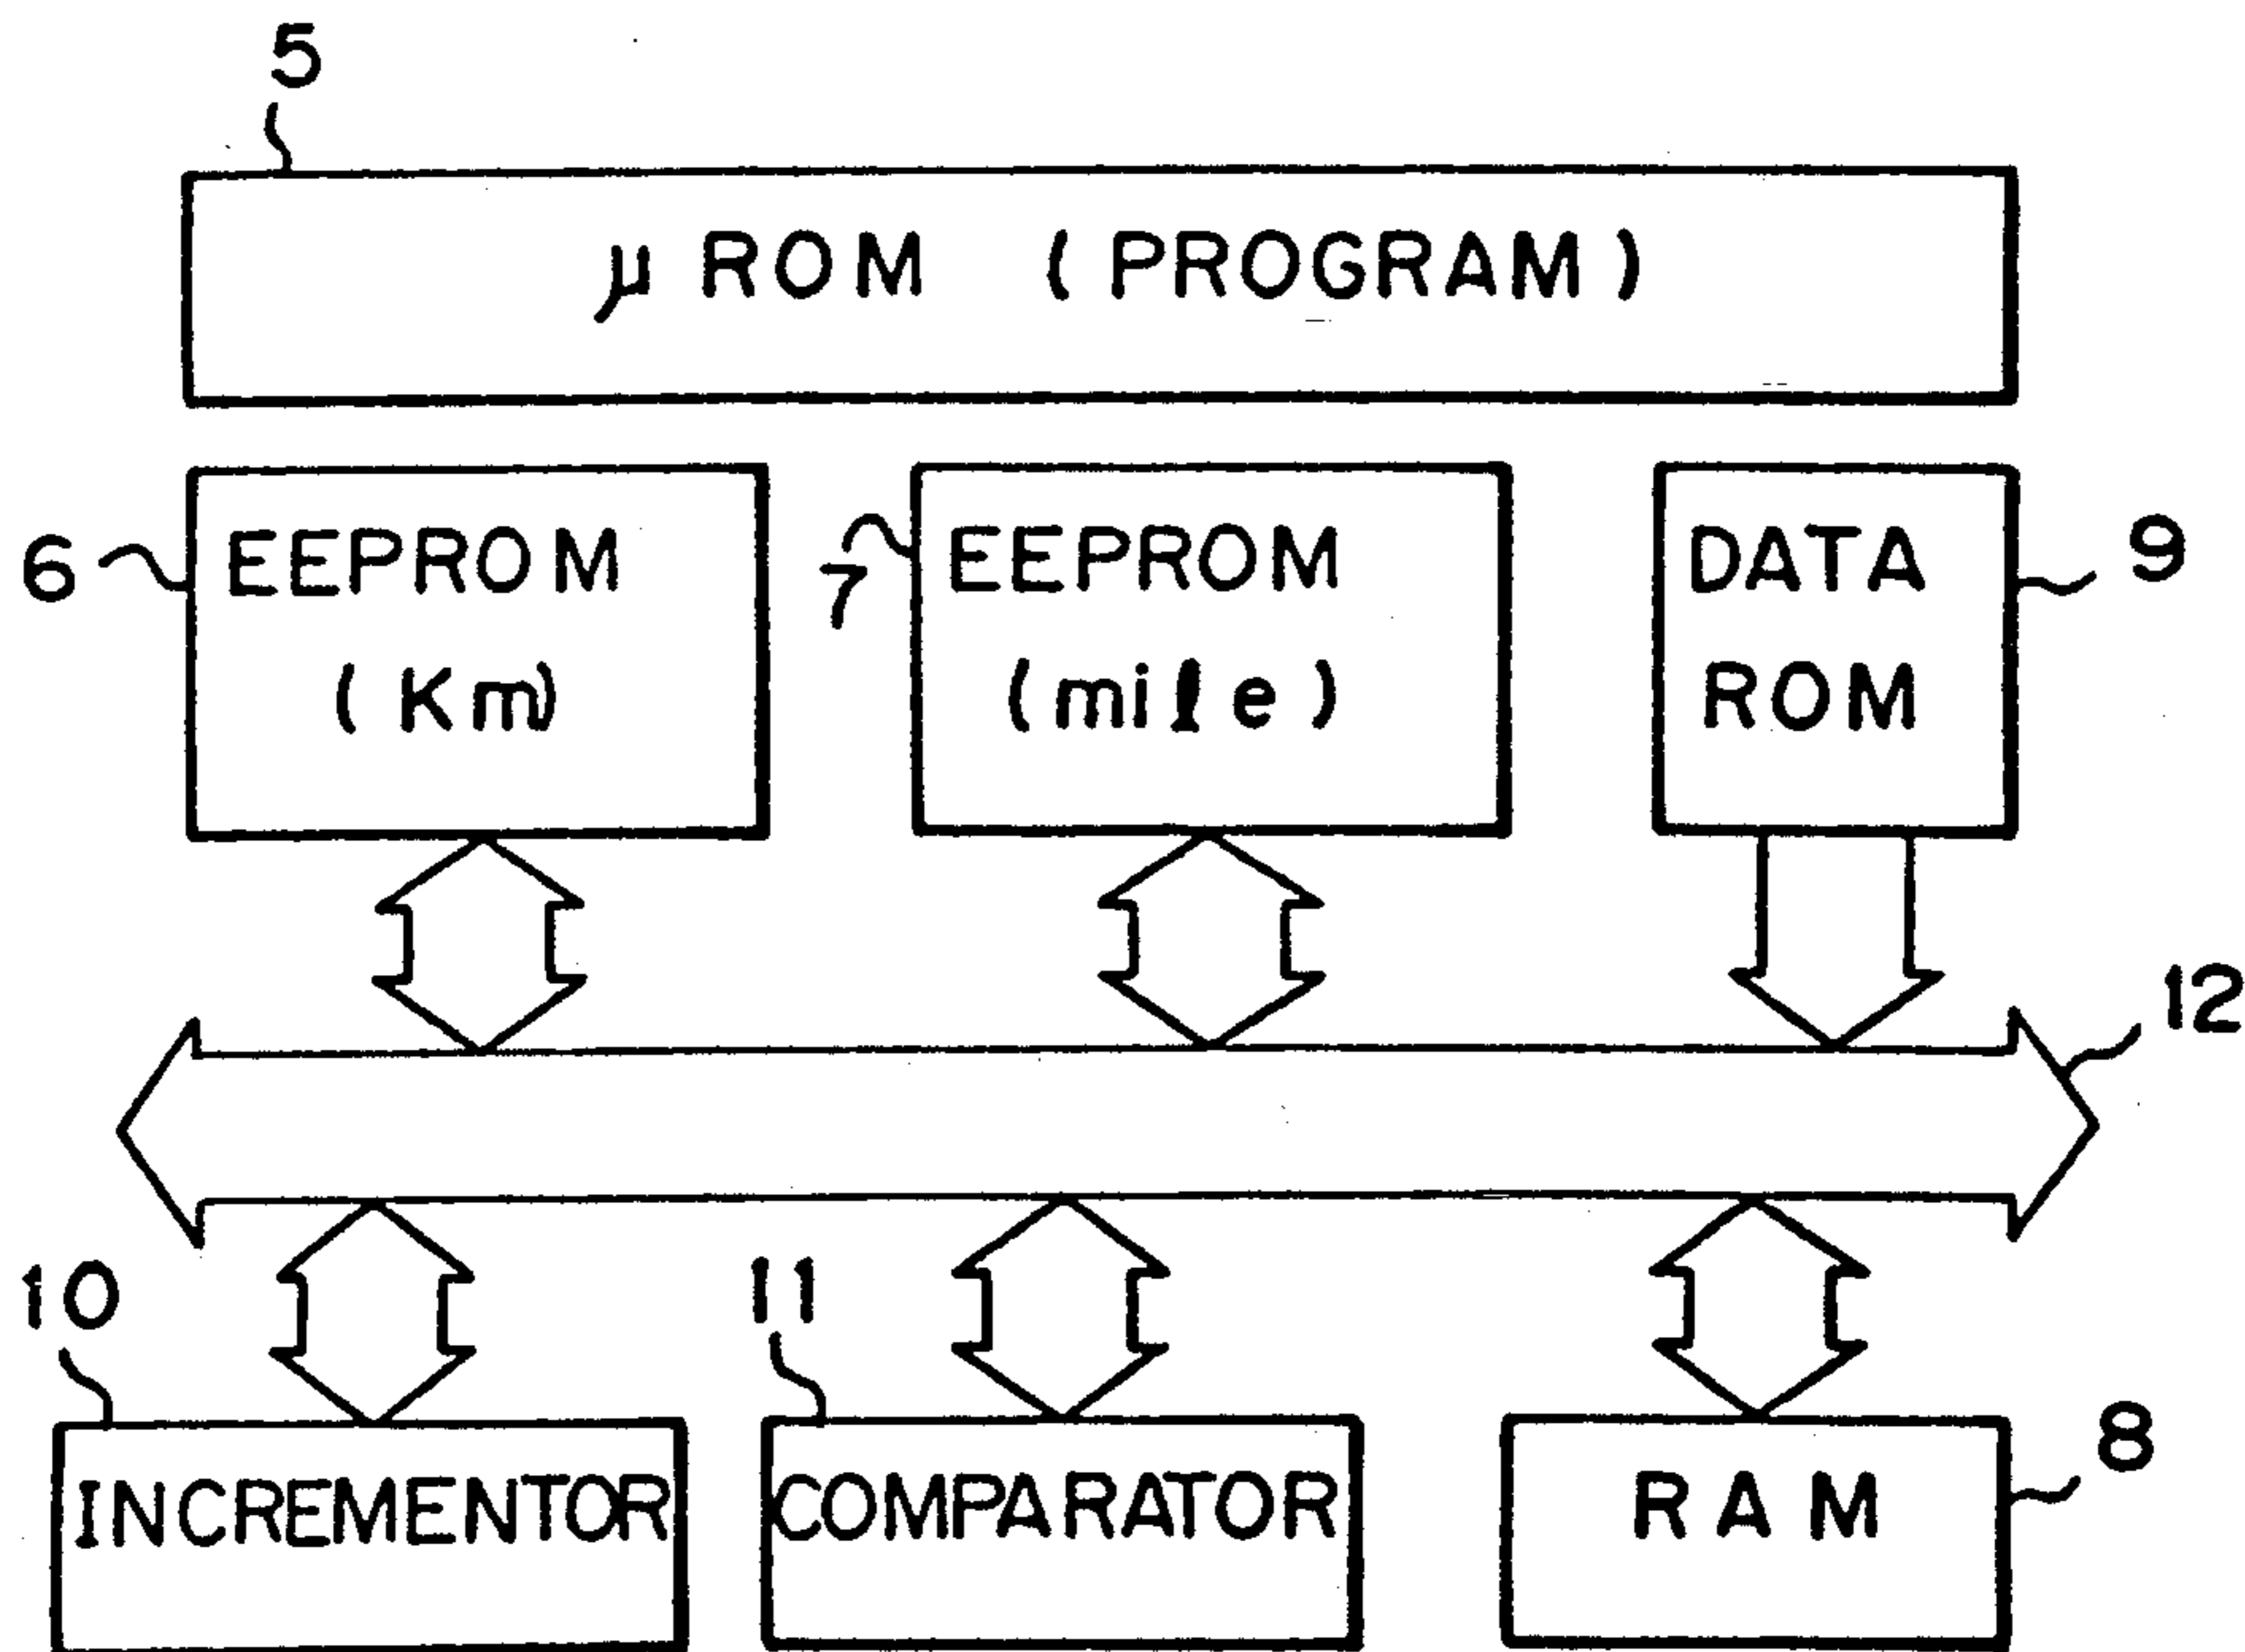 5
μ ROM (PROGRAM)
6
EEPROM
(Km)
7
EEPROM
(mile)
DATA
ROM
9
12
10
11
INCREMENTOR
COMPARATOR
RAM
8